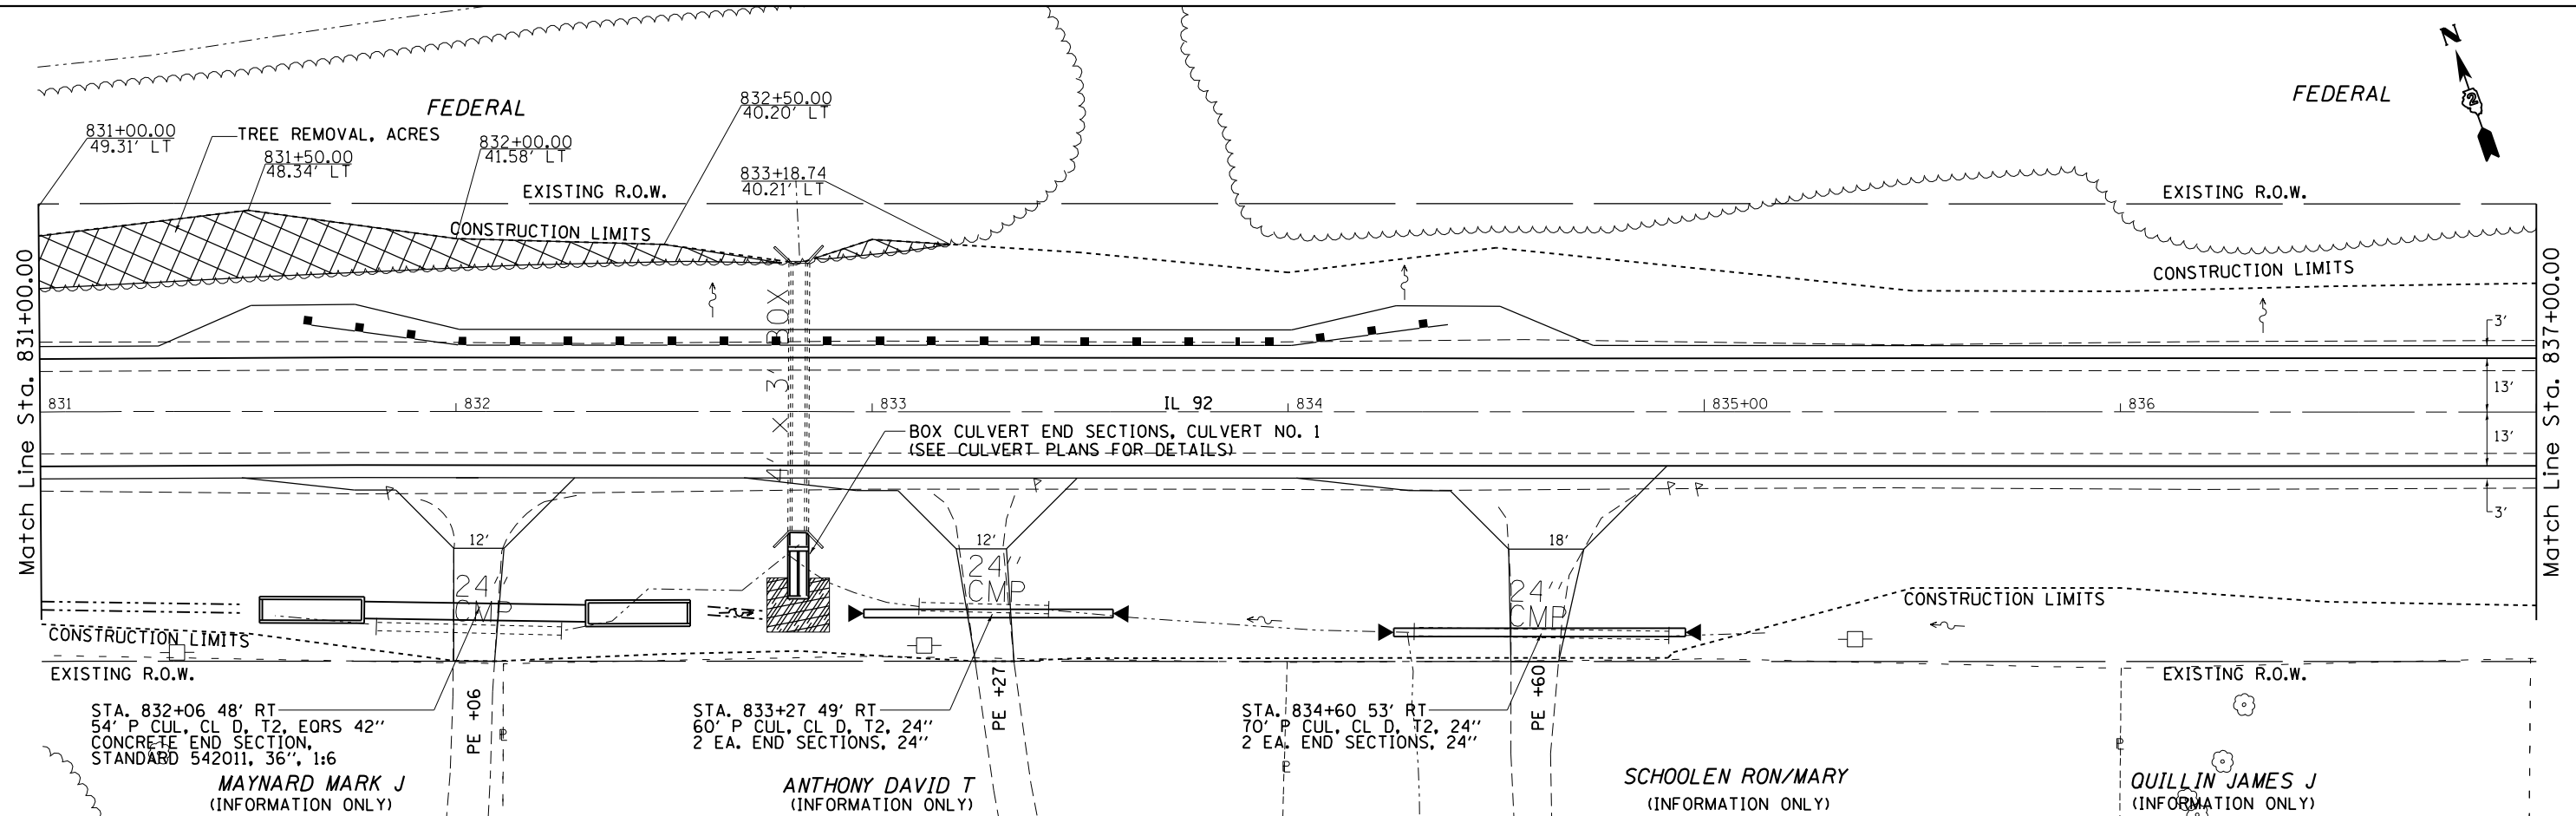 N
2
FEDERAL
FEDERAL
831+00.00
49.31' LT
TREE REMOVAL, ACRES
831+50.00
48.34' LT
832+00.00
41.58' LT
832+50.00
40.20' LT
833+18.74
40.21' LT
EXISTING R.O.W.
EXISTING R.O.W.
CONSTRUCTION LIMITS
CONSTRUCTION LIMITS
Match Line Sta. 831+00.00
Match Line Sta. 837+00.00
4' X 3' BOX
3'
13'
13'
3'
831
832
833
IL 92
834
835+00
836
BOX CULVERT END SECTIONS, CULVERT NO. 1
(SEE CULVERT PLANS FOR DETAILS)
12'
12'
18'
24"
CMP
24"
CMP
24"
CMP
CONSTRUCTION LIMITS
CONSTRUCTION LIMITS
EXISTING R.O.W.
EXISTING R.O.W.
PE +06
PE +27
PE +60
STA. 832+06 48' RT
54' P CUL, CL D, T2, EQRS 42"
CONCRETE END SECTION,
STANDARD 542011, 36", 1:6
STA. 833+27 49' RT
60' P CUL, CL D, T2, 24"
2 EA. END SECTIONS, 24"
STA. 834+60 53' RT
70' P CUL, CL D, T2, 24"
2 EA. END SECTIONS, 24"
MAYNARD MARK J
(INFORMATION ONLY)
ANTHONY DAVID T
(INFORMATION ONLY)
SCHOOLEN RON/MARY
(INFORMATION ONLY)
QUILLIN JAMES J
(INFORMATION ONLY)